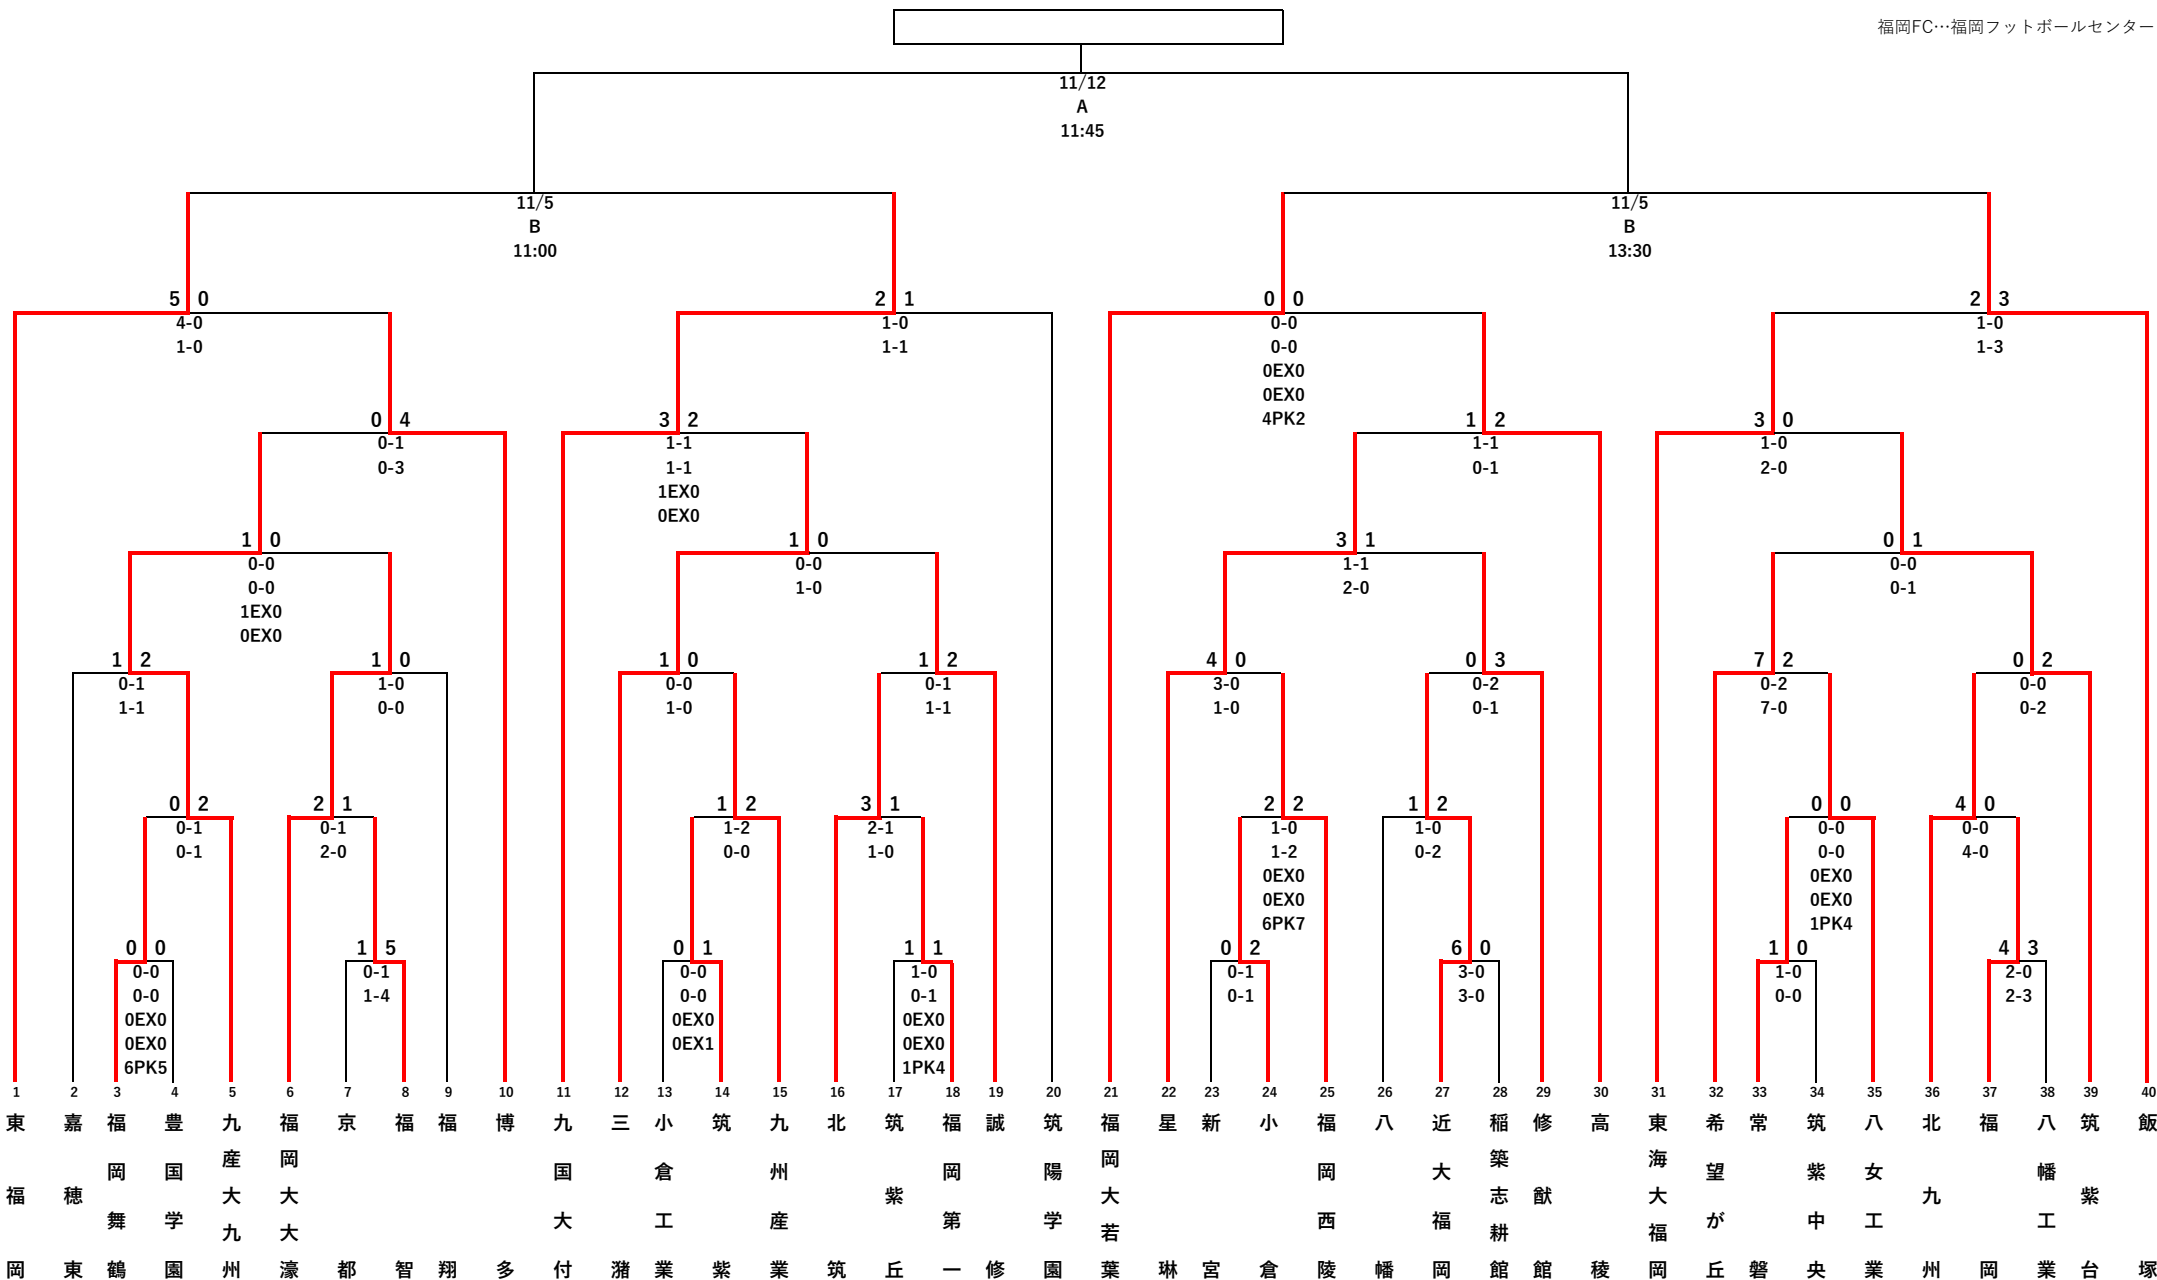 福岡FC…福岡フットボールセンター
11/12
A
11:45
11/5
B
11:00
11/5
B
13:30
5 0
4-0
1-0
2 1
1-0
1-1
0 0
0-0
0-0
0EX0
0EX0
4PK2
2 3
1-0
1-3
0 4
0-1
0-3
3 2
1-1
1-1
1EX0
0EX0
1 2
1-1
0-1
3 0
1-0
2-0
1 0
0-0
0-0
1EX0
0EX0
1 0
0-0
1-0
3 1
1-1
2-0
0 1
0-0
0-1
1 2
0-1
1-1
1 0
1-0
0-0
1 0
0-0
1-0
1 2
0-1
1-1
4 0
3-0
1-0
0 3
0-2
0-1
7 2
0-2
7-0
0 2
0-0
0-2
0 2
0-1
0-1
2 1
0-1
2-0
1 2
1-2
0-0
3 1
2-1
1-0
2 2
1-0
1-2
0EX0
0EX0
6PK7
1 2
1-0
0-2
0 0
0-0
0-0
0EX0
0EX0
1PK4
4 0
0-0
4-0
0 0
0-0
0-0
0EX0
0EX0
6PK5
1 5
0-1
1-4
0 1
0-0
0-0
0EX0
0EX1
1 1
1-0
0-1
0EX0
0EX0
1PK4
0 2
0-1
0-1
6 0
3-0
3-0
1 0
1-0
0-0
4 3
2-0
2-3
1 東福岡
2 嘉穂東
3 福岡舞鶴
4 豊国学園
5 九産大九州
6 福岡大大濠
7 京都
8 福智
9 福翔
10 博多
11 九国大付
12 三潴
13 小倉工業
14 筑紫
15 九州産業
16 北筑
17 筑紫丘
18 福岡第一
19 誠修
20 筑陽学園
21 福岡大若葉
22 星琳
23 新宮
24 小倉
25 福岡西陵
26 八幡
27 近大福岡
28 稲築志耕館
29 修猷館
30 高稜
31 東海大福岡
32 希望が丘
33 常磐
34 筑紫中央
35 八女工業
36 北九州
37 福岡
38 八幡工業
39 筑紫台
40 飯塚